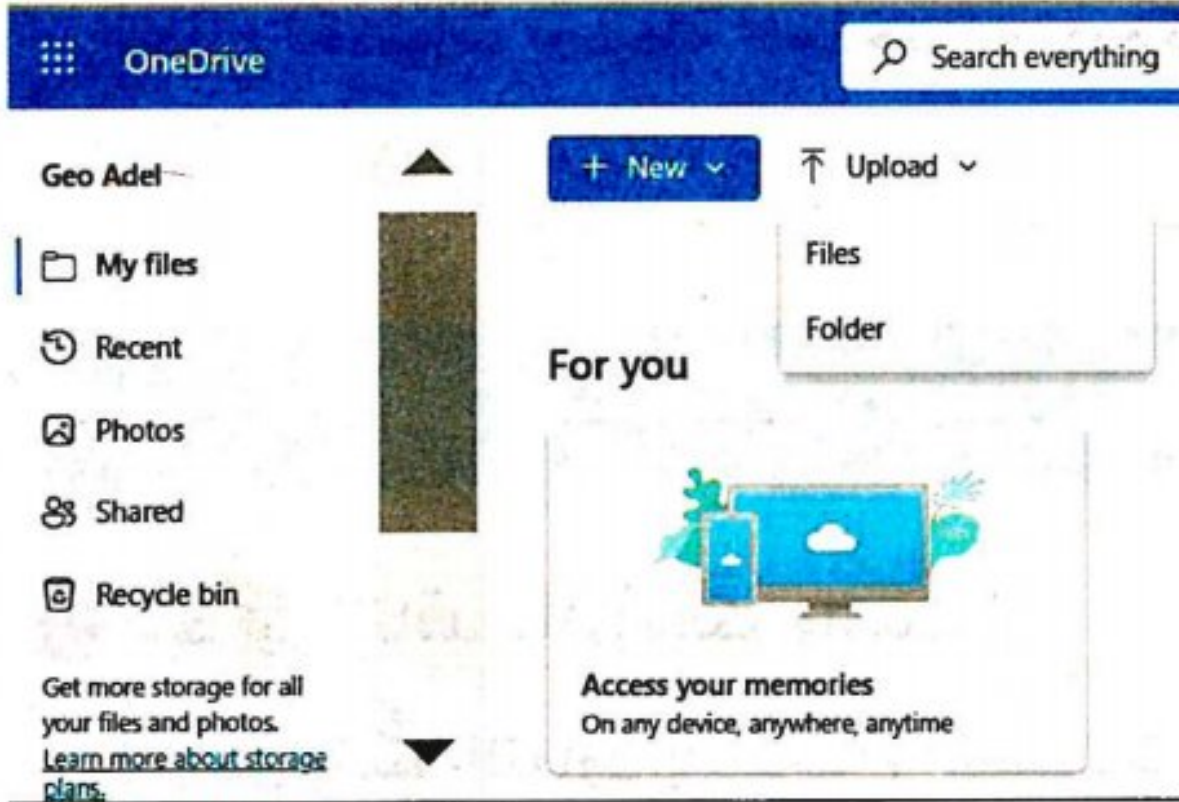 OneDrive
Search everything
Geo Adel
My files
Recent
Photos
Shared
Recycle bin
Get more storage for all
your files and photos.
Learn more about storage
plans.
+ New
Upload
Files
Folder
For you
Access your memories
On any device, anywhere, anytime